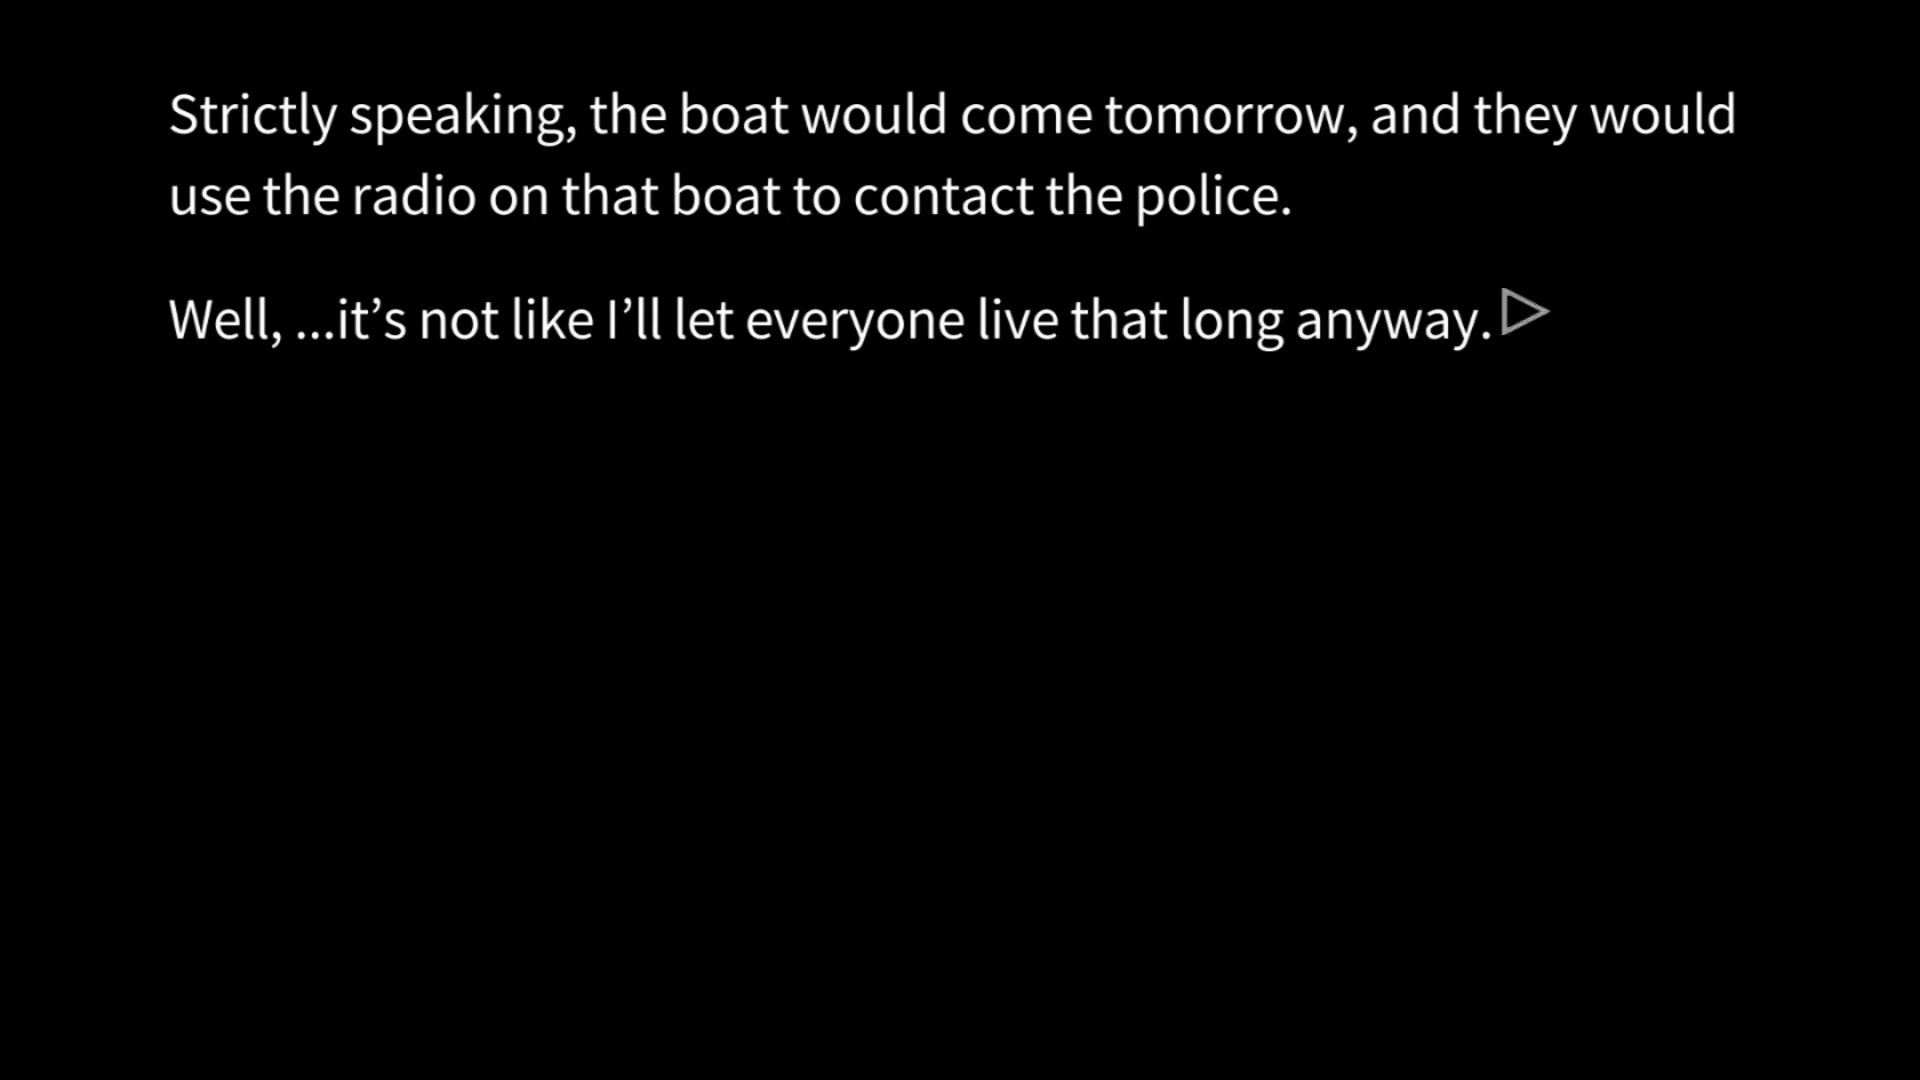 Strictly speaking, the boat would come tomorrow, and they would
use the radio on that boat to contact the police.
Well, ...it’s not like I’ll let everyone live that long anyway.